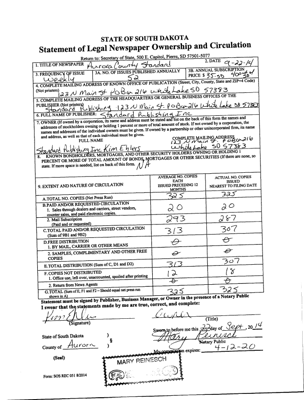 STATE OF SOUTH DAKOTA
Statement of Legal Newspaper Ownership and Circulation
Return to: Secretary of State, 500 E. Capitol, Pierre, SD 57501-5077
1. TITLE OF NEWSPAPER Aurora County Standard 2. DATE 9-22-14
3. FREQUENCY OF ISSUE Weekly 3A. NO. OF ISSUES PUBLISHED ANNUALLY 52 3B. ANNUAL SUBSCRIPTION PRICE
4. COMPLETE MAILING ADDRESS OF KNOWN OFFICE OF PUBLICATION (Street, City, County, State and ZIP+4 Code) (Not printer)
123 N Main St PoBox 216 White Lake SD 57383
5. COMPLETE MAILING ADDRESS OF THE HEADQUARTERS OF GENERAL BUSINESS OFFICES OF THE PUBLISHER (Not printer)
Standard Publishing 123 N Main St PoBox 216 White Lake SD 57383
6. FULL NAME OF PUBLISHER: Standard Publishing Inc
7. OWNER (If owned by a corporation, its name and address must be stated and also the names and
addresses of stockholders owning or holding 1 percent or more of total amount of stock. If not owned by a corporation, the
names and addresses of the individual owners must be given. If owned by a partnership or other unincorporated firm, its name
and address, as well as that of each individual must be given.
FULL NAME COMPLETE MAILING ADDRESS
123 N Main St PoBox 216
Standard Publishing Inc Kim Ehlers White Lake SD 57383
8. KNOWN BONDHOLDERS, MORTGAGEES, AND OTHER SECURITY HOLDERS OWNING OR HOLDING 1
PERCENT OR MORE OF TOTAL AMOUNT OF BONDS, MORTGAGES OR OTHER SECURITIES (If there are none, so
state. If more space is needed, list on back of this form.) NA
9. EXTENT AND NATURE OF CIRCULATION
AVERAGE NO. COPIES EACH ISSUED PRECEDING 12 MONTHS
ACTUAL NO. COPIES ISSUED NEAREST TO FILING DATE
A. TOTAL NO. COPIES (Net Press Run) 325 325
B. PAID AND/OR REQUESTED CIRCULATION
1. Sales through dealers and carriers, street vendors, counter sales, and paid electronic copies. 20 20
2. Mail Subscription (Paid and or requested) 293 287
C. TOTAL PAID AND/OR REQUESTED CIRCULATION (Sum of 9B1 and 9B2) 313 307
D. FREE DISTRIBUTION
1. BY MAIL, CARRIER OR OTHER MEANS
2. SAMPLES, COMPLIMENTARY AND OTHER FREE COPIES
E. TOTAL DISTRIBUTION (Sum of C, D1 and D2) 313 307
F. COPIES NOT DISTRIBUTED
1. Office use, left over, unaccounted, spoiled after printing 12 18
2. Return from News Agents
G. TOTAL (Sum of E, F1 and F2 - Should equal net press run shown in A) 325 325
Statement must be signed by Publisher, Business Manager, or Owner in the presence of a Notary Public
I swear that the statements made by me are true, correct, and complete:
(Signature) (Title)
State of South Dakota )
County of Aurora )
Sworn to before me this 22 day of Sept, 2014
Mary Reinesch
Notary Public
My commission expires: 4-12-20
(Seal)
MARY REINESCH
Form: SOS REC 051 8/2014